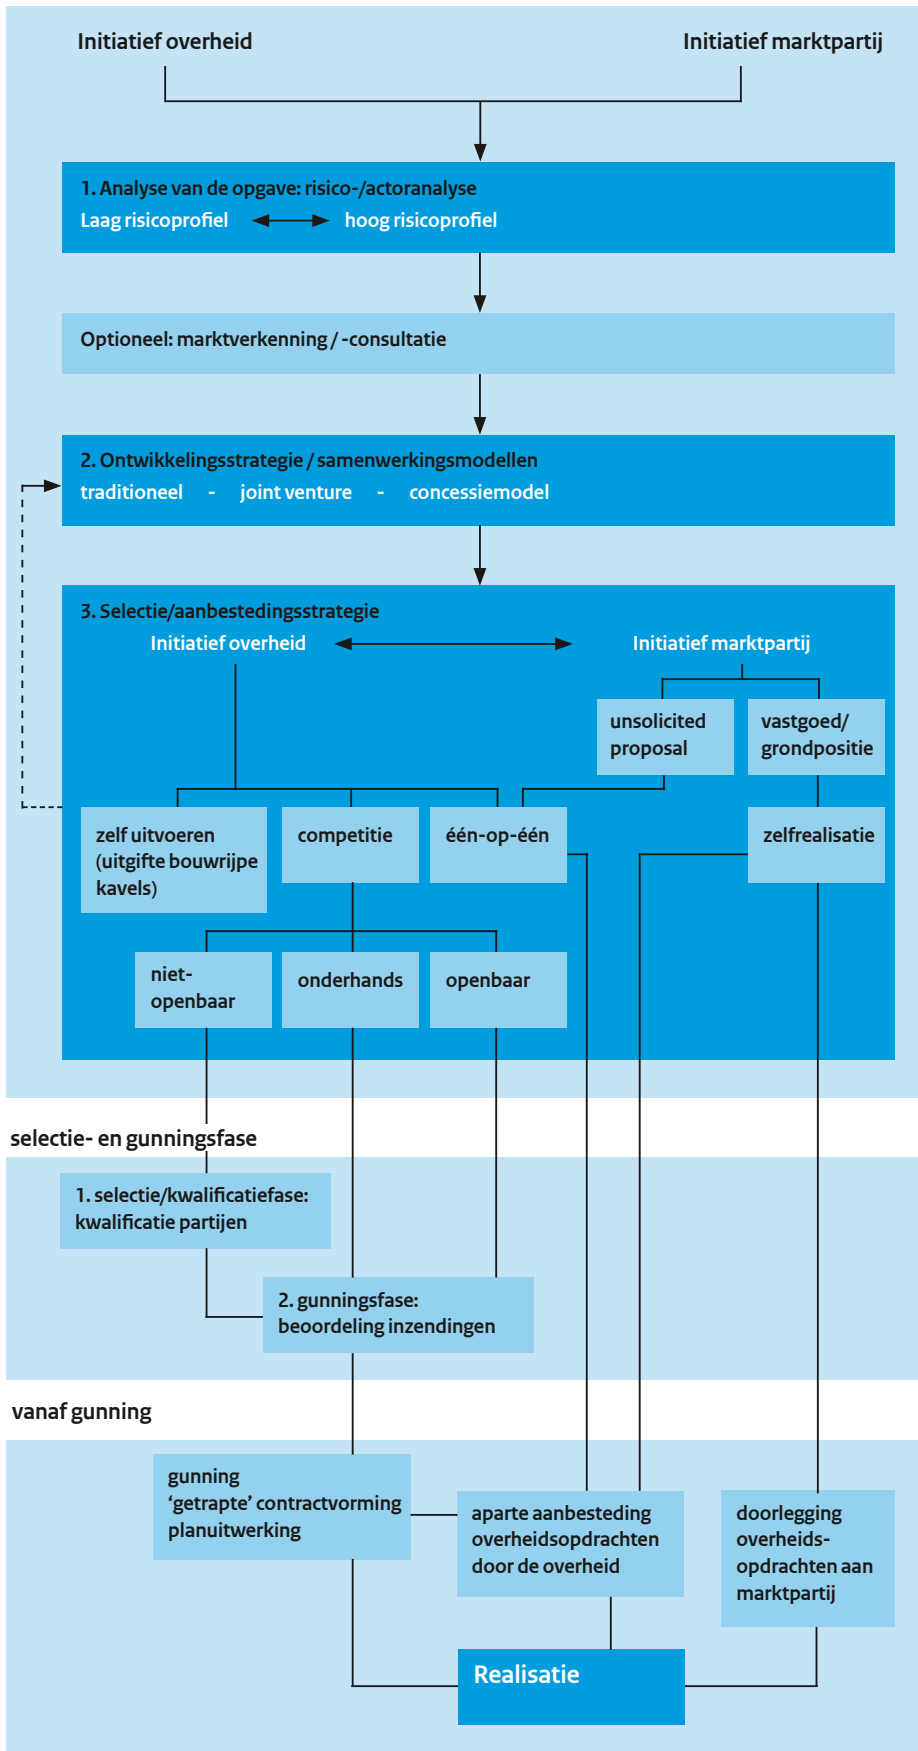 Initiatief overheid
Initiatief marktpartij
1. Analyse van de opgave: risico-/actoranalyse
Laag risicoprofiel
hoog risicoprofiel
Optioneel: marktverkenning / -consultatie
2. Ontwikkelingsstrategie / samenwerkingsmodellen
traditioneel - joint venture - concessiemodel
3. Selectie/aanbestedingsstrategie
Initiatief overheid
Initiatief marktpartij
unsolicited
proposal
vastgoed/
grondpositie
zelf uitvoeren
(uitgifte bouwrijpe
kavels)
competitie
één-op-één
zelfrealisatie
niet-
openbaar
onderhands
openbaar
selectie- en gunningsfase
1. selectie/kwalificatiefase:
kwalificatie partijen
2. gunningsfase:
beoordeling inzendingen
vanaf gunning
gunning
‘getrapte’ contractvorming
planuitwerking
aparte aanbesteding
overheidsopdrachten
door de overheid
doorlegging
overheids-
opdrachten aan
marktpartij
Realisatie